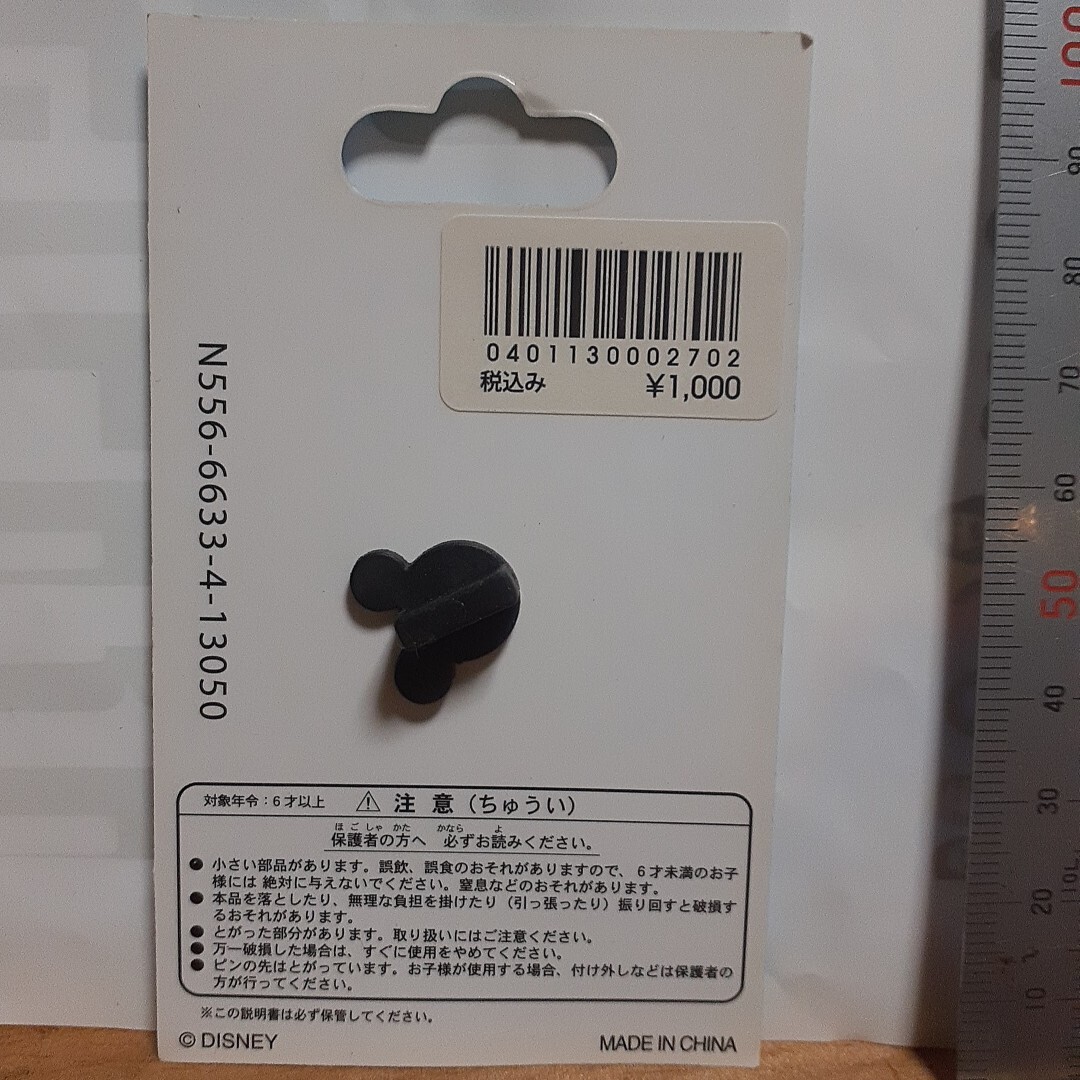 0401130002702
税込み ¥1,000
N556-6633-4-13050
対象年令：6才以上 ⚠ 注 意（ちゅうい）
ほごしゃ かた かなら よ
保護者の方へ 必ずお読みください。
● 小さい部品があります。誤飲、誤食のおそれがありますので、6才未満のお子
様には 絶対に与えないでください。窒息などのおそれがあります。
● 本品を落としたり、無理な負担を掛けたり（引っ張ったり）振り回すと破損す
るおそれがあります。
● とがった部分があります。取り扱いにはご注意ください。
● 万一破損した場合は、すぐに使用をやめてください。
● ピンの先はとがっています。お子様が使用する場合、付け外しなどは保護者の
方が行ってください。
※この説明書は必ず保管してください。
© DISNEY
MADE IN CHINA
100
90
80
70
60
50
40
30
20
10